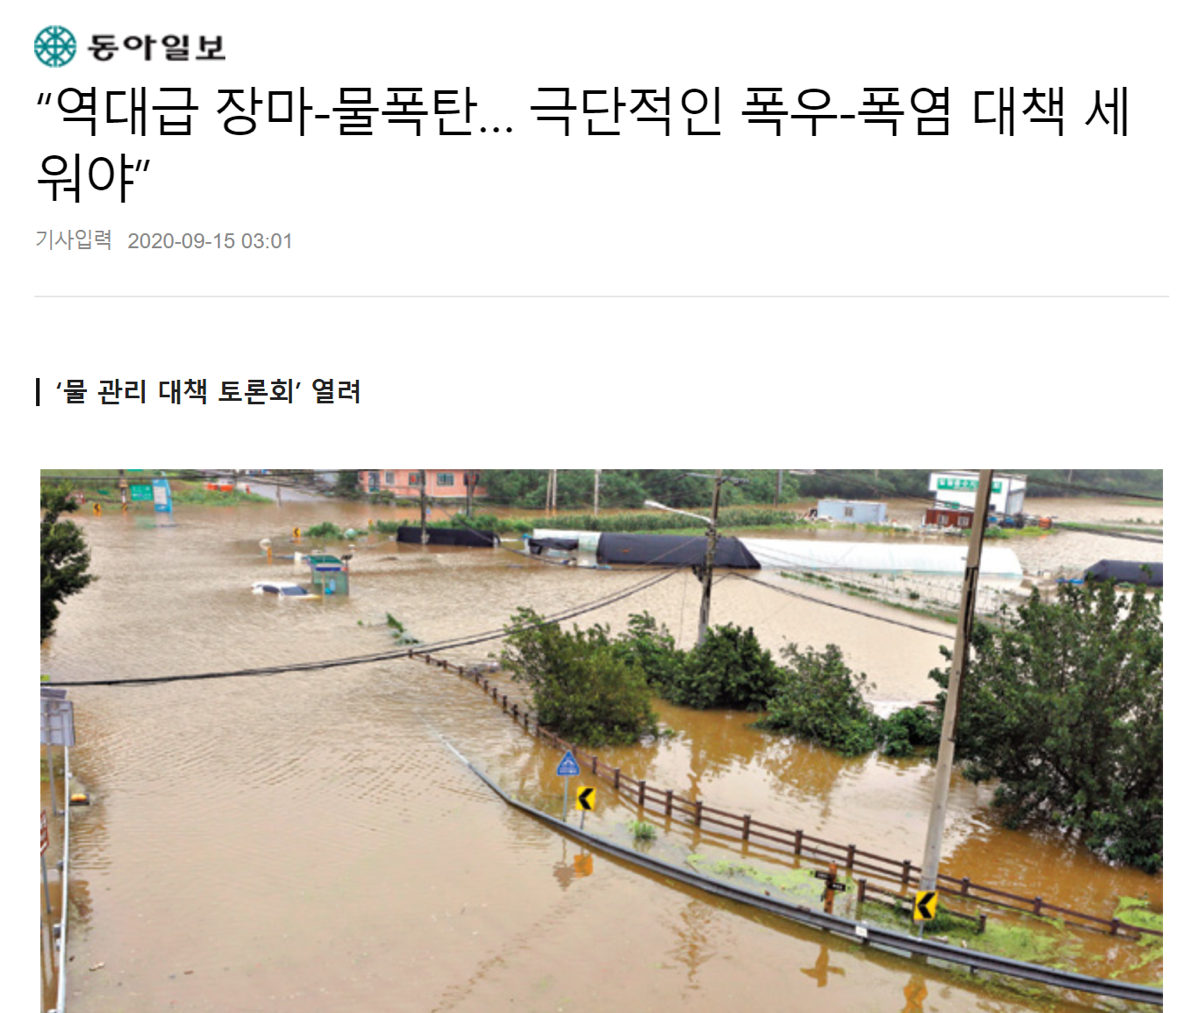 동아일보
“역대급 장마-물폭탄… 극단적인 폭우-폭염 대책 세
워야”
기사입력 2020-09-15 03:01
‘물 관리 대책 토론회’ 열려